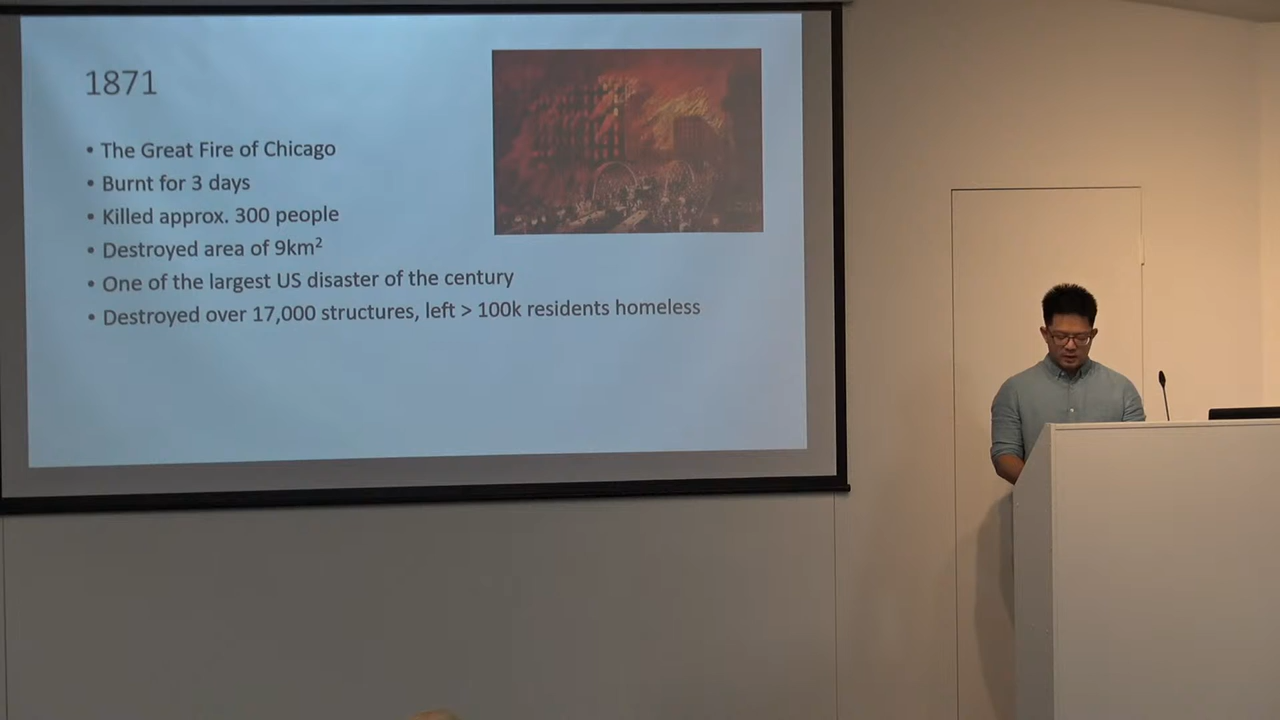 1871
• The Great Fire of Chicago
• Burnt for 3 days
• Killed approx. 300 people
• Destroyed area of 9km²
• One of the largest US disaster of the century
• Destroyed over 17,000 structures, left > 100k residents homeless